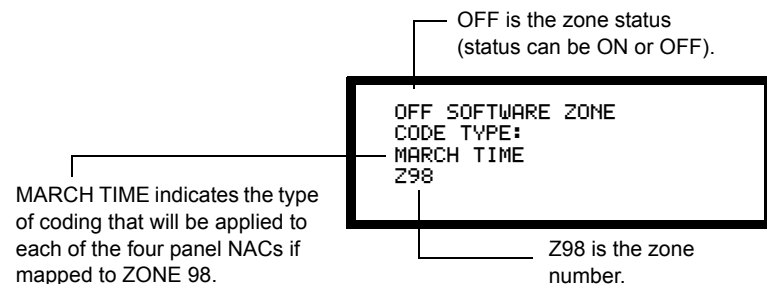 OFF is the zone status
(status can be ON or OFF).
OFF SOFTWARE ZONE
CODE TYPE:
MARCH TIME
Z98
MARCH TIME indicates the type
of coding that will be applied to
each of the four panel NACs if
mapped to ZONE 98.
Z98 is the zone
number.